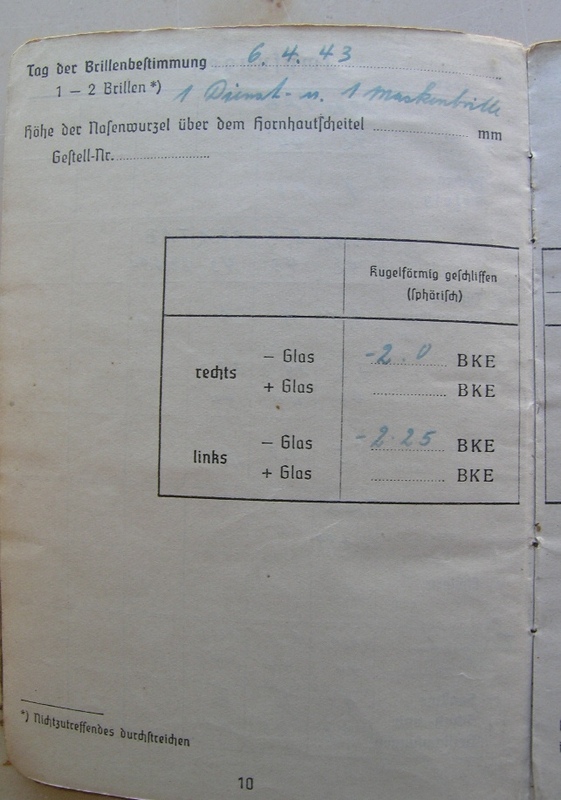 Tag der Brillenbestimmung 6. 4. 43
1 – 2 Brillen *) 1 Dienst- u. 1 Maskenbrille
Höhe der Nasenwurzel über dem Hornhautscheitel ........ mm
Gestell-Nr. ........
Kugelförmig geschliffen
(sphärisch)
rechts
– Glas -2.0 BKE
+ Glas ........ BKE
links
– Glas -2.25 BKE
+ Glas ........ BKE
*) Nichtzutreffendes durchstreichen
10